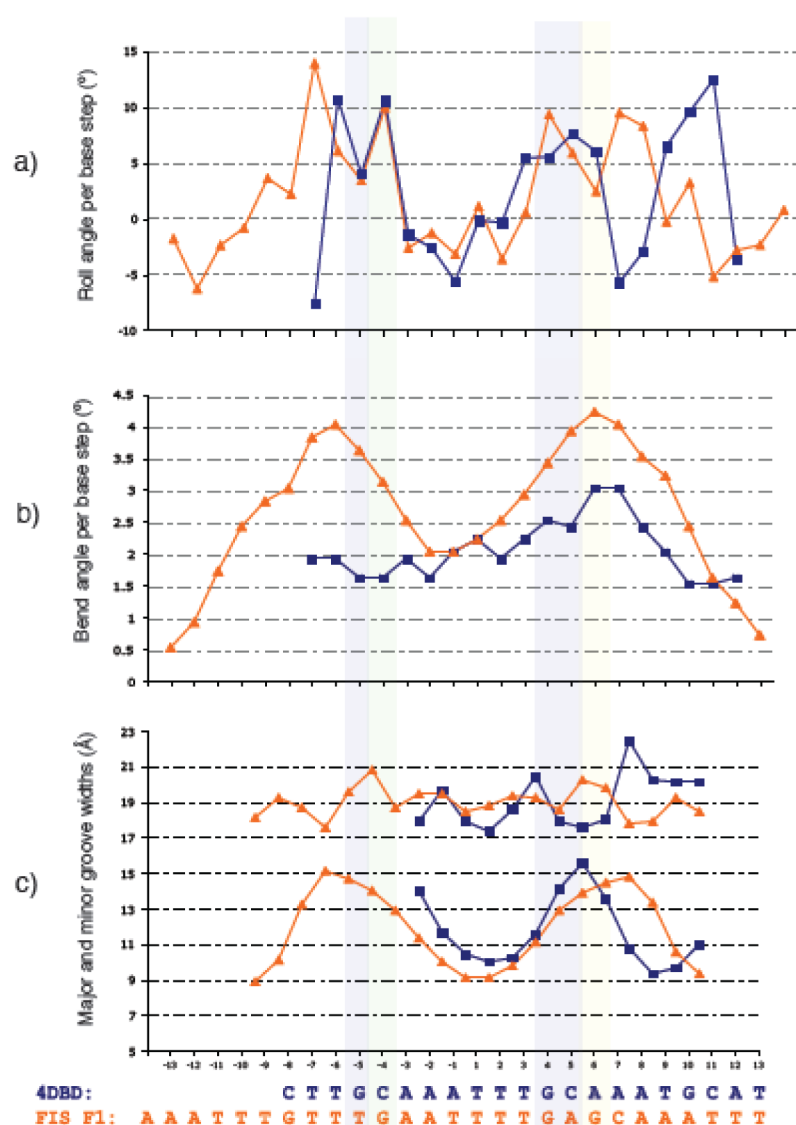 a)
Roll angle per base step (º)
15
10
5
0
-5
-10
b)
Bend angle per base step (º)
4.5
4
3.5
3
2.5
2
1.5
1
0.5
0
c)
Major and minor groove widths (Å)
23
21
19
17
15
13
11
9
7
5
-13 -12 -11 -10 -9 -8 -7 -6 -5 -4 -3 -2 -1 1 2 3 4 5 6 7 8 9 10 11 12 13
4DBD: C T T G C A A A T T T G C A A A T G C A T
FIS F1: A A A T T T G T T T G A A T T T T G A G C A A A T T T